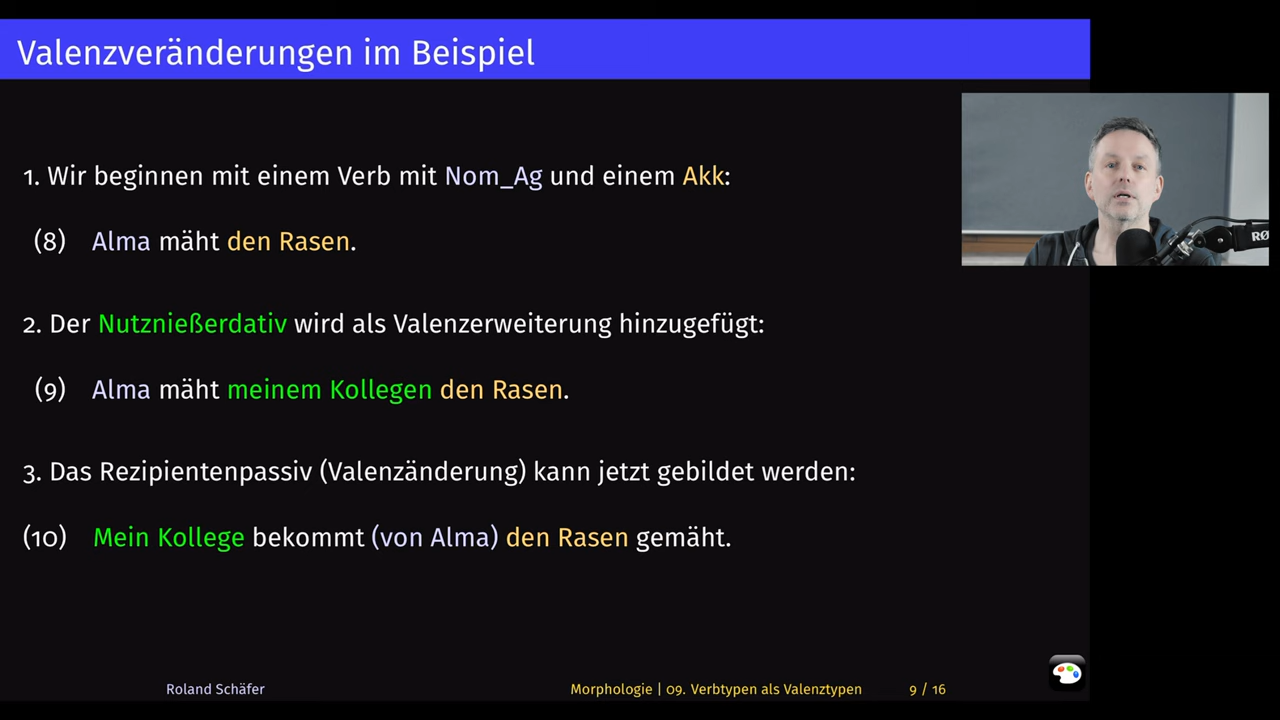 Valenzveränderungen im Beispiel
1. Wir beginnen mit einem Verb mit Nom_Ag und einem Akk:
(8) Alma mäht den Rasen.
2. Der Nutznießerdativ wird als Valenzerweiterung hinzugefügt:
(9) Alma mäht meinem Kollegen den Rasen.
3. Das Rezipientenpassiv (Valenzänderung) kann jetzt gebildet werden:
(10) Mein Kollege bekommt (von Alma) den Rasen gemäht.
Roland Schäfer Morphologie | 09. Verbtypen als Valenztypen 9 / 16
RØ